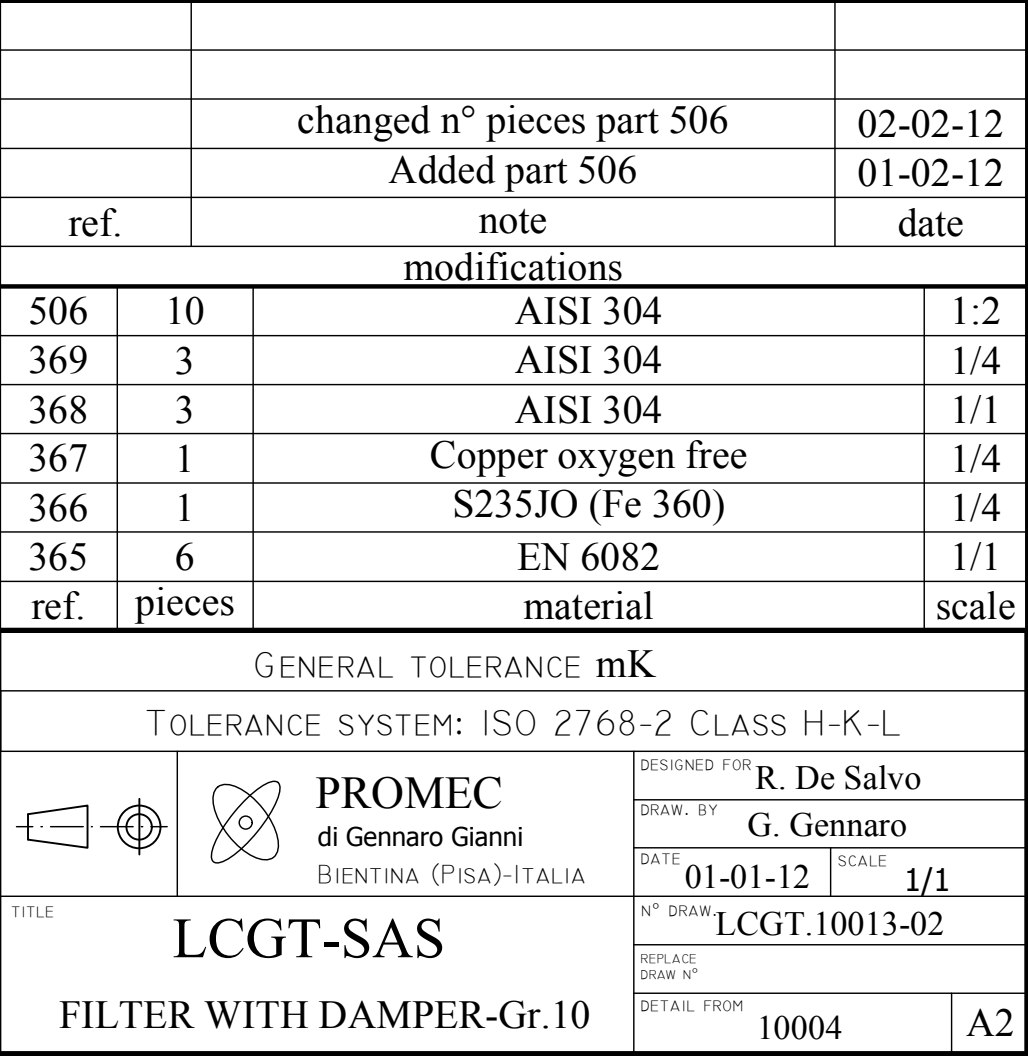 changed n° pieces part 506 02-02-12
Added part 506 01-02-12
ref. note date
modifications
506 10 AISI 304 1:2
369 3 AISI 304 1/4
368 3 AISI 304 1/1
367 1 Copper oxygen free 1/4
366 1 S235JO (Fe 360) 1/4
365 6 EN 6082 1/1
ref. pieces material scale
GENERAL TOLERANCE mK
TOLERANCE SYSTEM: ISO 2768-2 CLASS H-K-L
PROMEC
di Gennaro Gianni
BIENTINA (PISA)-ITALIA
DESIGNED FOR R. De Salvo
DRAW. BY G. Gennaro
DATE 01-01-12 SCALE 1/1
TITLE
LCGT-SAS
FILTER WITH DAMPER-Gr.10
N° DRAW. LCGT.10013-02
REPLACE
DRAW N°
DETAIL FROM 10004 A2